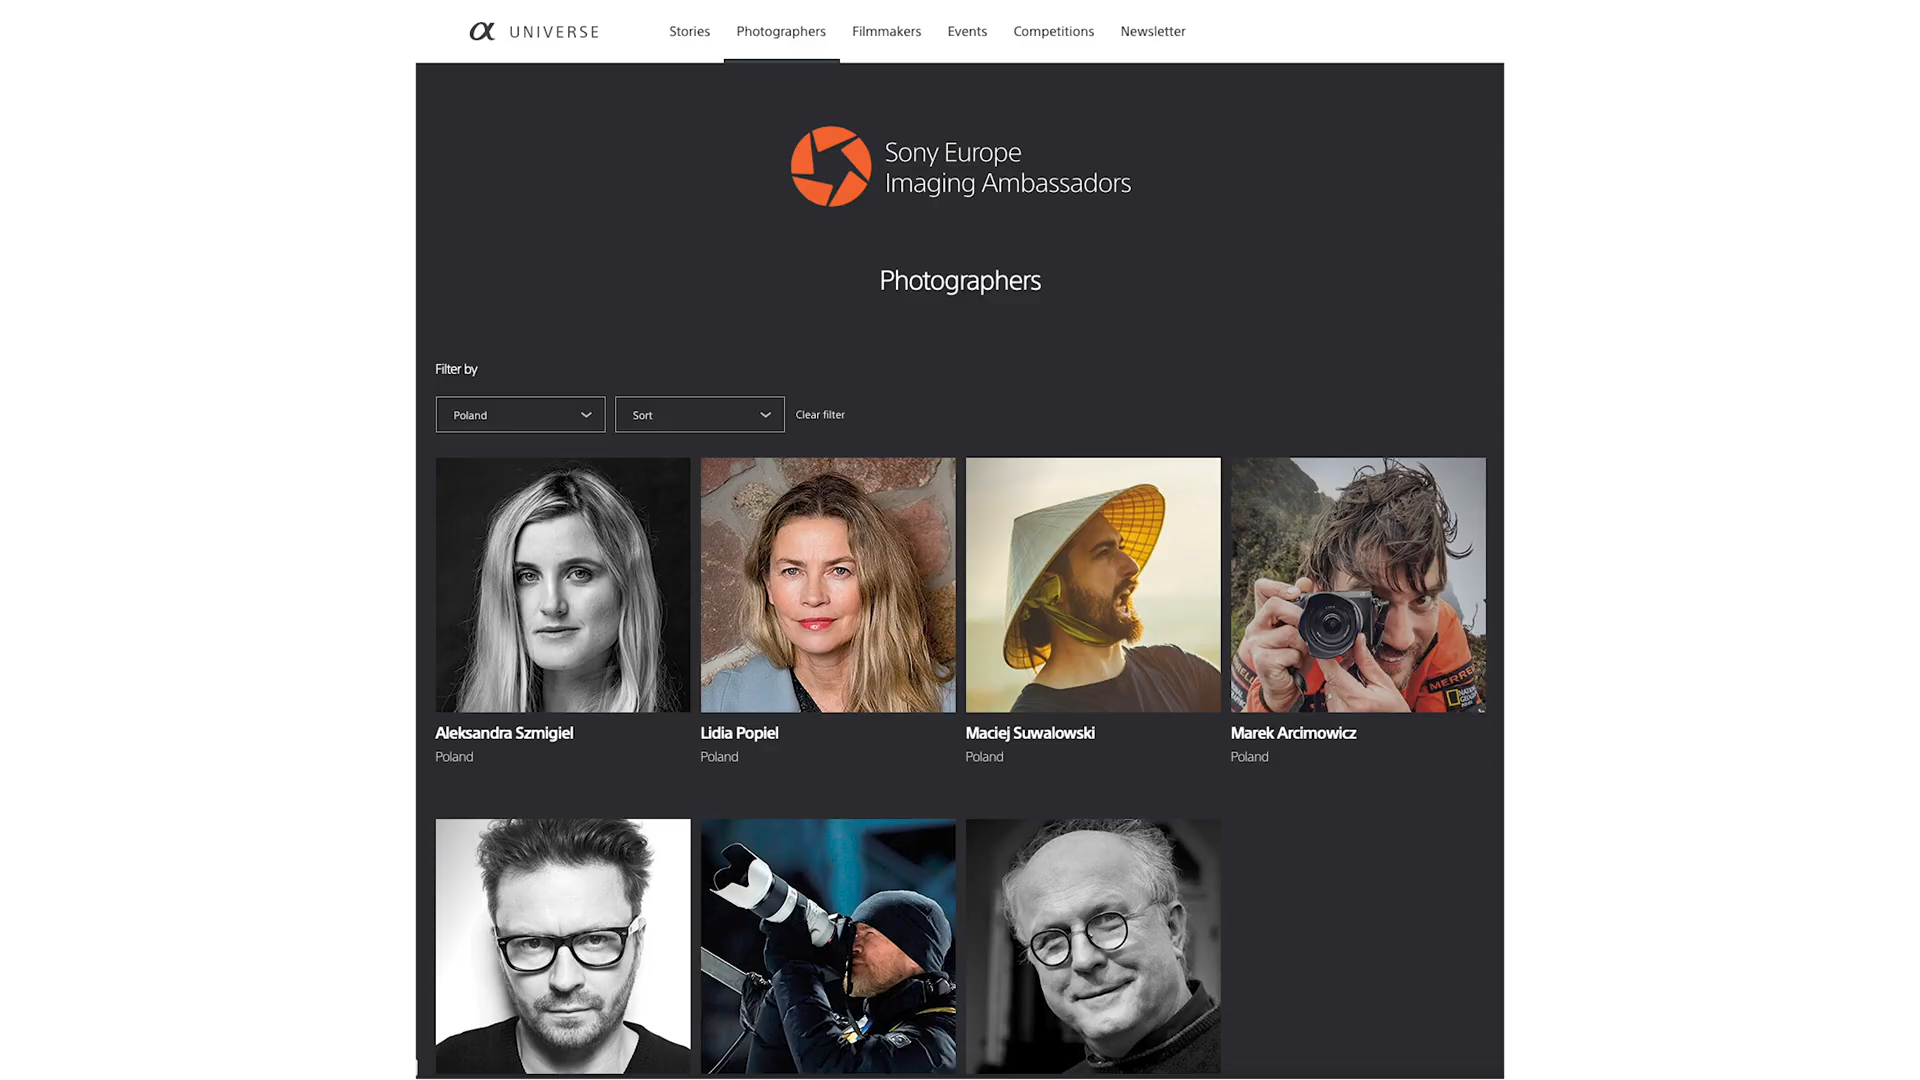 α UNIVERSE
Stories Photographers Filmmakers Events Competitions Newsletter
Sony Europe
Imaging Ambassadors
Photographers
Filter by
Poland Sort Clear filter
Aleksandra Szmigiel Lidia Popiel Maciej Suwalowski Marek Arcimowicz
Poland Poland Poland Poland